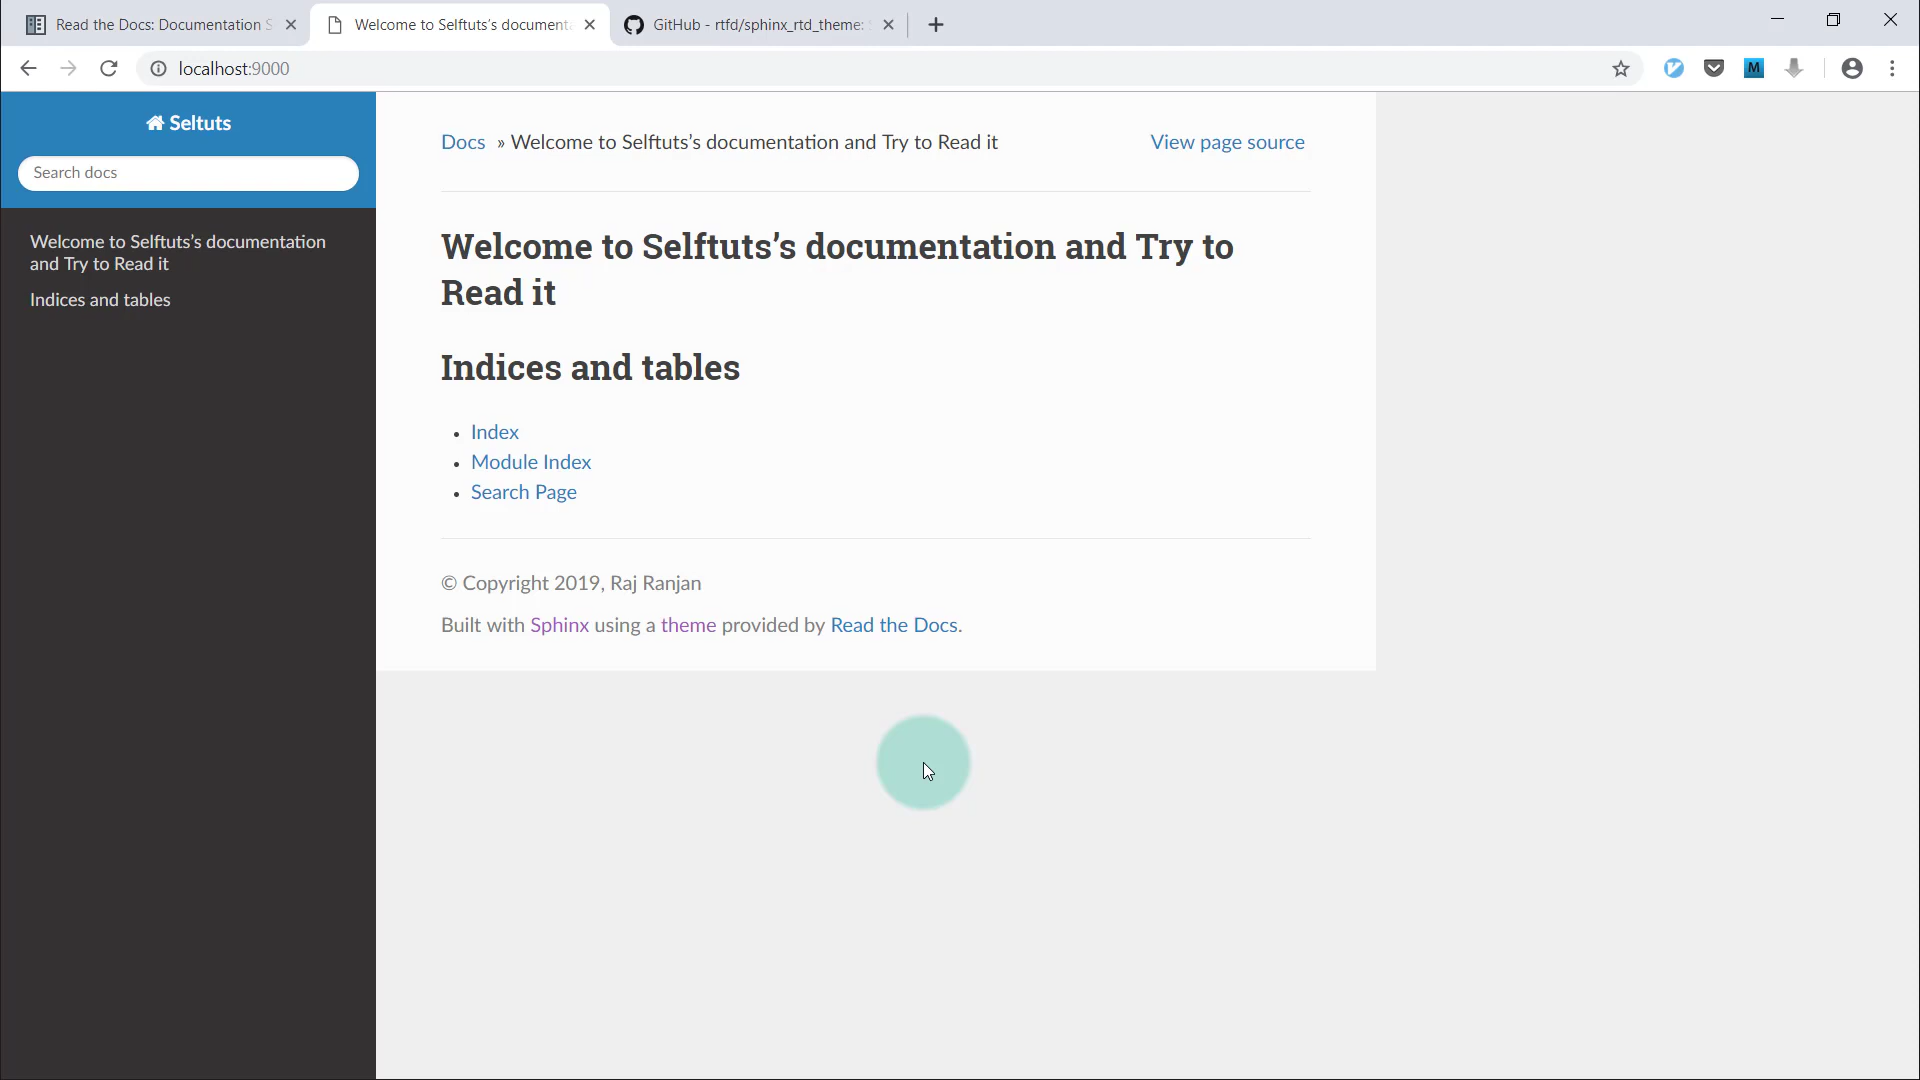 Read the Docs: Documentation S
Welcome to Selftuts's documenta
GitHub - rtfd/sphinx_rtd_theme:
localhost:9000
M
Seltuts
Search docs
Welcome to Selftuts's documentation
and Try to Read it
Indices and tables
Docs » Welcome to Selftuts's documentation and Try to Read it
View page source
Welcome to Selftuts's documentation and Try to
Read it
Indices and tables
Index
Module Index
Search Page
© Copyright 2019, Raj Ranjan
Built with Sphinx using a theme provided by Read the Docs.